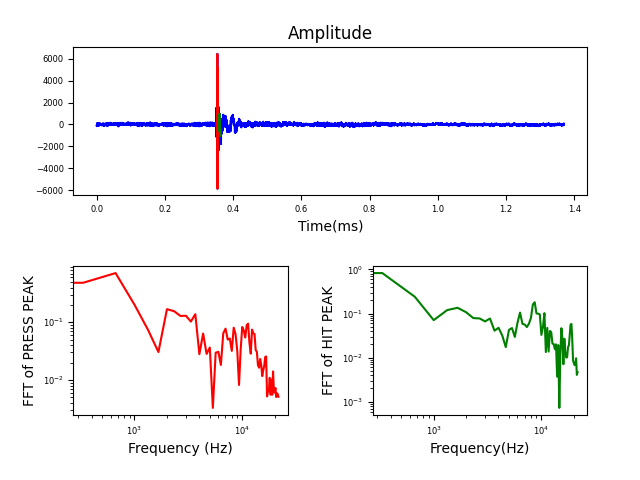 Amplitude
6000
4000
2000
0
−2000
−4000
−6000
0.0 0.2 0.4 0.6 0.8 1.0 1.2 1.4
Time(ms)
FFT of PRESS PEAK
10⁻¹
10⁻²
10³ 10⁴
Frequency (Hz)
FFT of HIT PEAK
10⁰
10⁻¹
10⁻²
10⁻³
10³ 10⁴
Frequency(Hz)